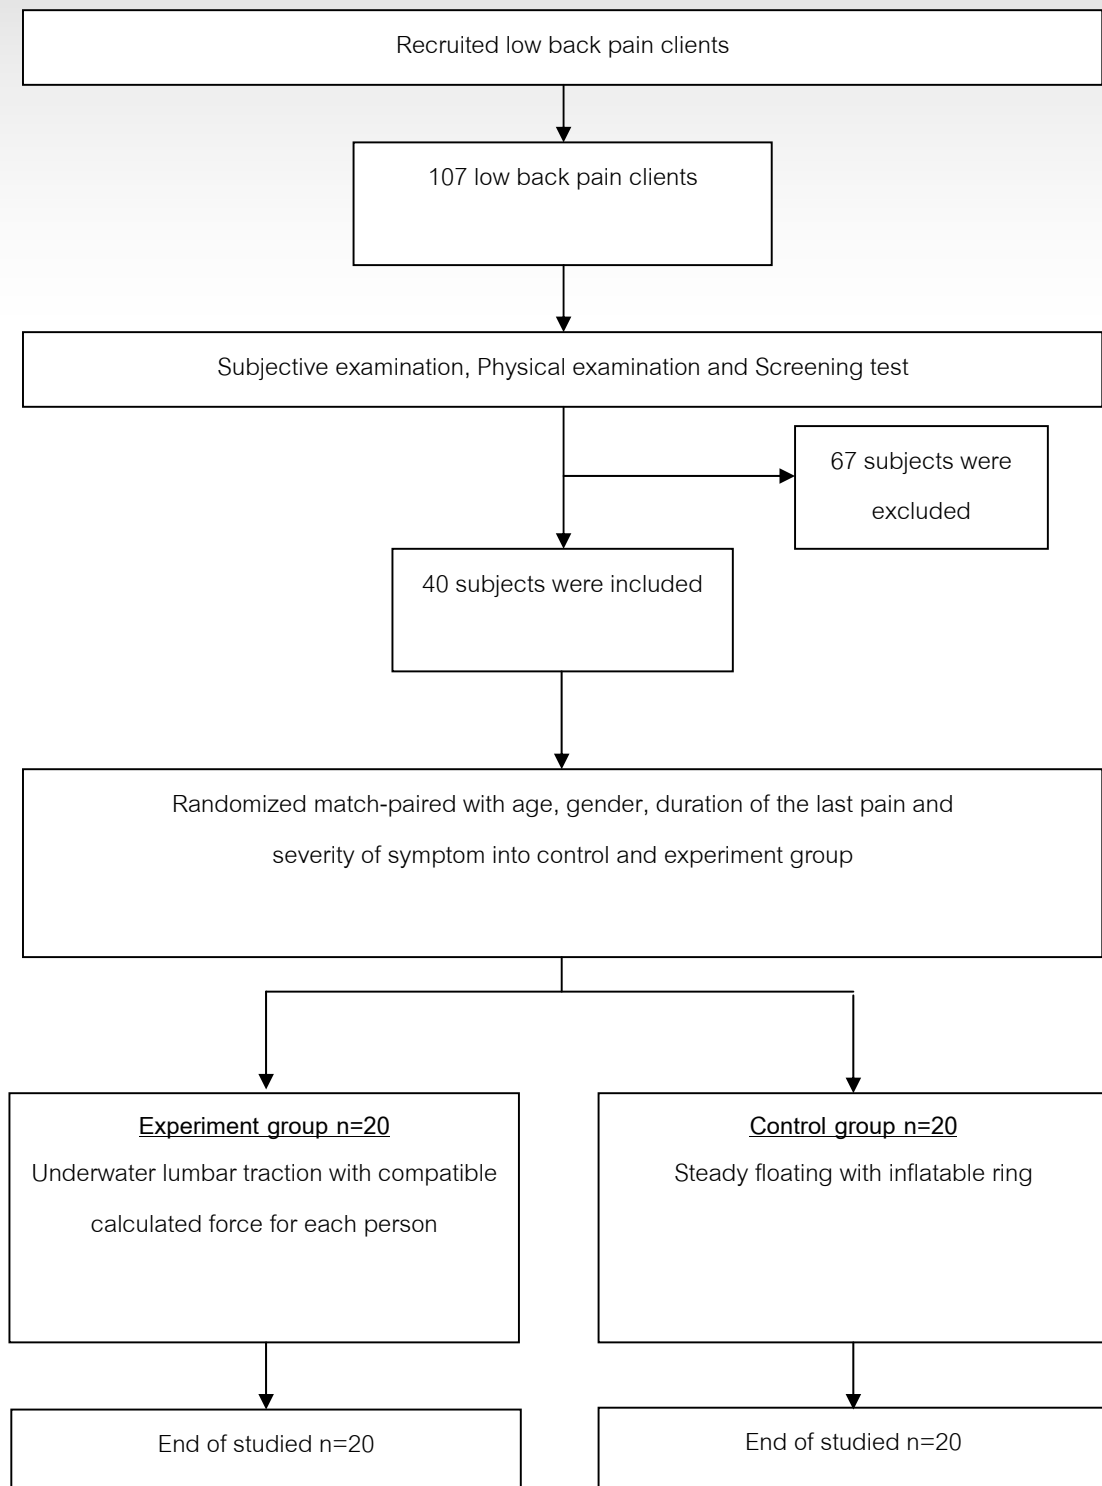 Recruited low back pain clients
107 low back pain clients
Subjective examination, Physical examination and Screening test
67 subjects were
excluded
40 subjects were included
Randomized match-paired with age, gender, duration of the last pain and
severity of symptom into control and experiment group
Experiment group n=20
Underwater lumbar traction with compatible
calculated force for each person
Control group n=20
Steady floating with inflatable ring
End of studied n=20
End of studied n=20